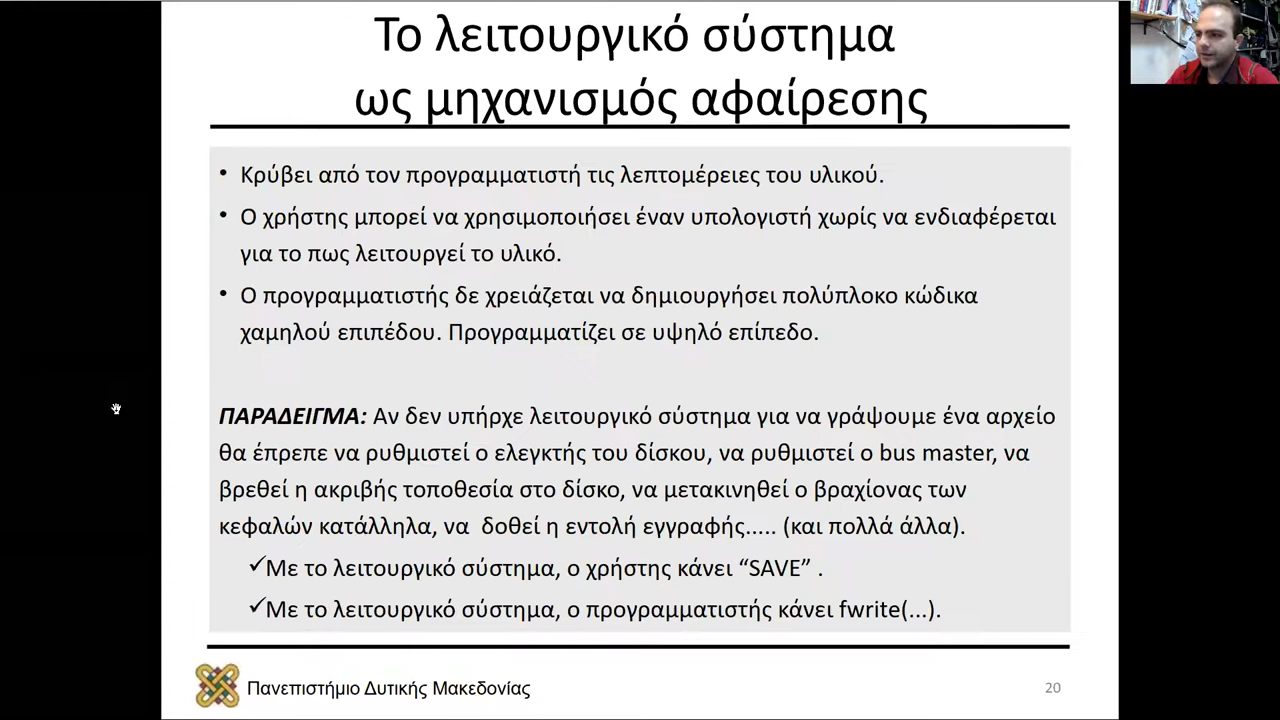 Το λειτουργικό σύστημα
ως μηχανισμός αφαίρεσης
• Κρύβει από τον προγραμματιστή τις λεπτομέρειες του υλικού.
• Ο χρήστης μπορεί να χρησιμοποιήσει έναν υπολογιστή χωρίς να ενδιαφέρεται
για το πως λειτουργεί το υλικό.
• Ο προγραμματιστής δε χρειάζεται να δημιουργήσει πολύπλοκο κώδικα
χαμηλού επιπέδου. Προγραμματίζει σε υψηλό επίπεδο.
ΠΑΡΑΔΕΙΓΜΑ: Αν δεν υπήρχε λειτουργικό σύστημα για να γράψουμε ένα αρχείο
θα έπρεπε να ρυθμιστεί ο ελεγκτής του δίσκου, να ρυθμιστεί ο bus master, να
βρεθεί η ακριβής τοποθεσία στο δίσκο, να μετακινηθεί ο βραχίονας των
κεφαλών κατάλληλα, να  δοθεί η εντολή εγγραφής..... (και πολλά άλλα).
✓Με το λειτουργικό σύστημα, ο χρήστης κάνει “SAVE” .
✓Με το λειτουργικό σύστημα, ο προγραμματιστής κάνει fwrite(...).
Πανεπιστήμιο Δυτικής Μακεδονίας
20